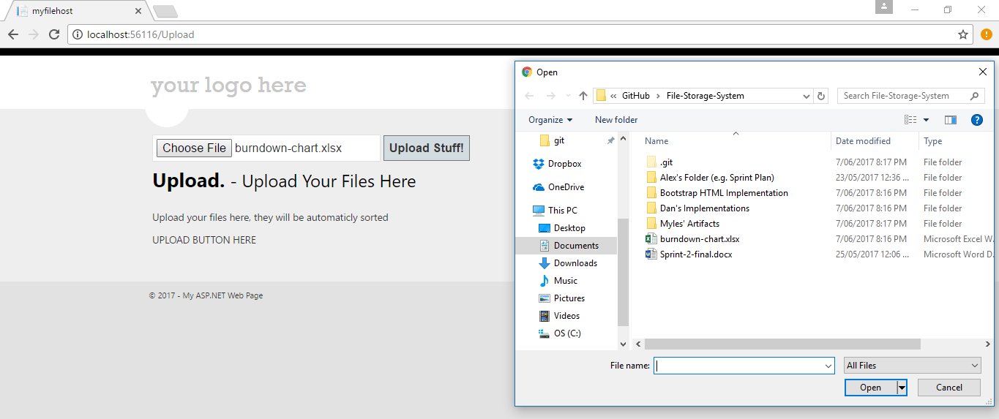 myfilehost
localhost:56116/Upload
your logo here
Choose File burndown-chart.xlsx Upload Stuff!
Upload. - Upload Your Files Here
Upload your files here, they will be automaticly sorted
UPLOAD BUTTON HERE
© 2017 - My ASP.NET Web Page
Open
« GitHub › File-Storage-System
Search File-Storage-System
Organize New folder
git
Dropbox
OneDrive
This PC
Desktop
Documents
Downloads
Music
Pictures
Videos
OS (C:)
Name Date modified Type
.git 7/06/2017 8:17 PM File folder
Alex's Folder (e.g. Sprint Plan) 23/05/2017 12:36 ... File folder
Bootstrap HTML Implementation 7/06/2017 8:16 PM File folder
Dan's Implementations 7/06/2017 8:16 PM File folder
Myles' Artifacts 7/06/2017 8:17 PM File folder
burndown-chart.xlsx 7/06/2017 8:16 PM Microsoft Excel W
Sprint-2-final.docx 25/05/2017 12:06 ... Microsoft Word D
File name: All Files
Open Cancel